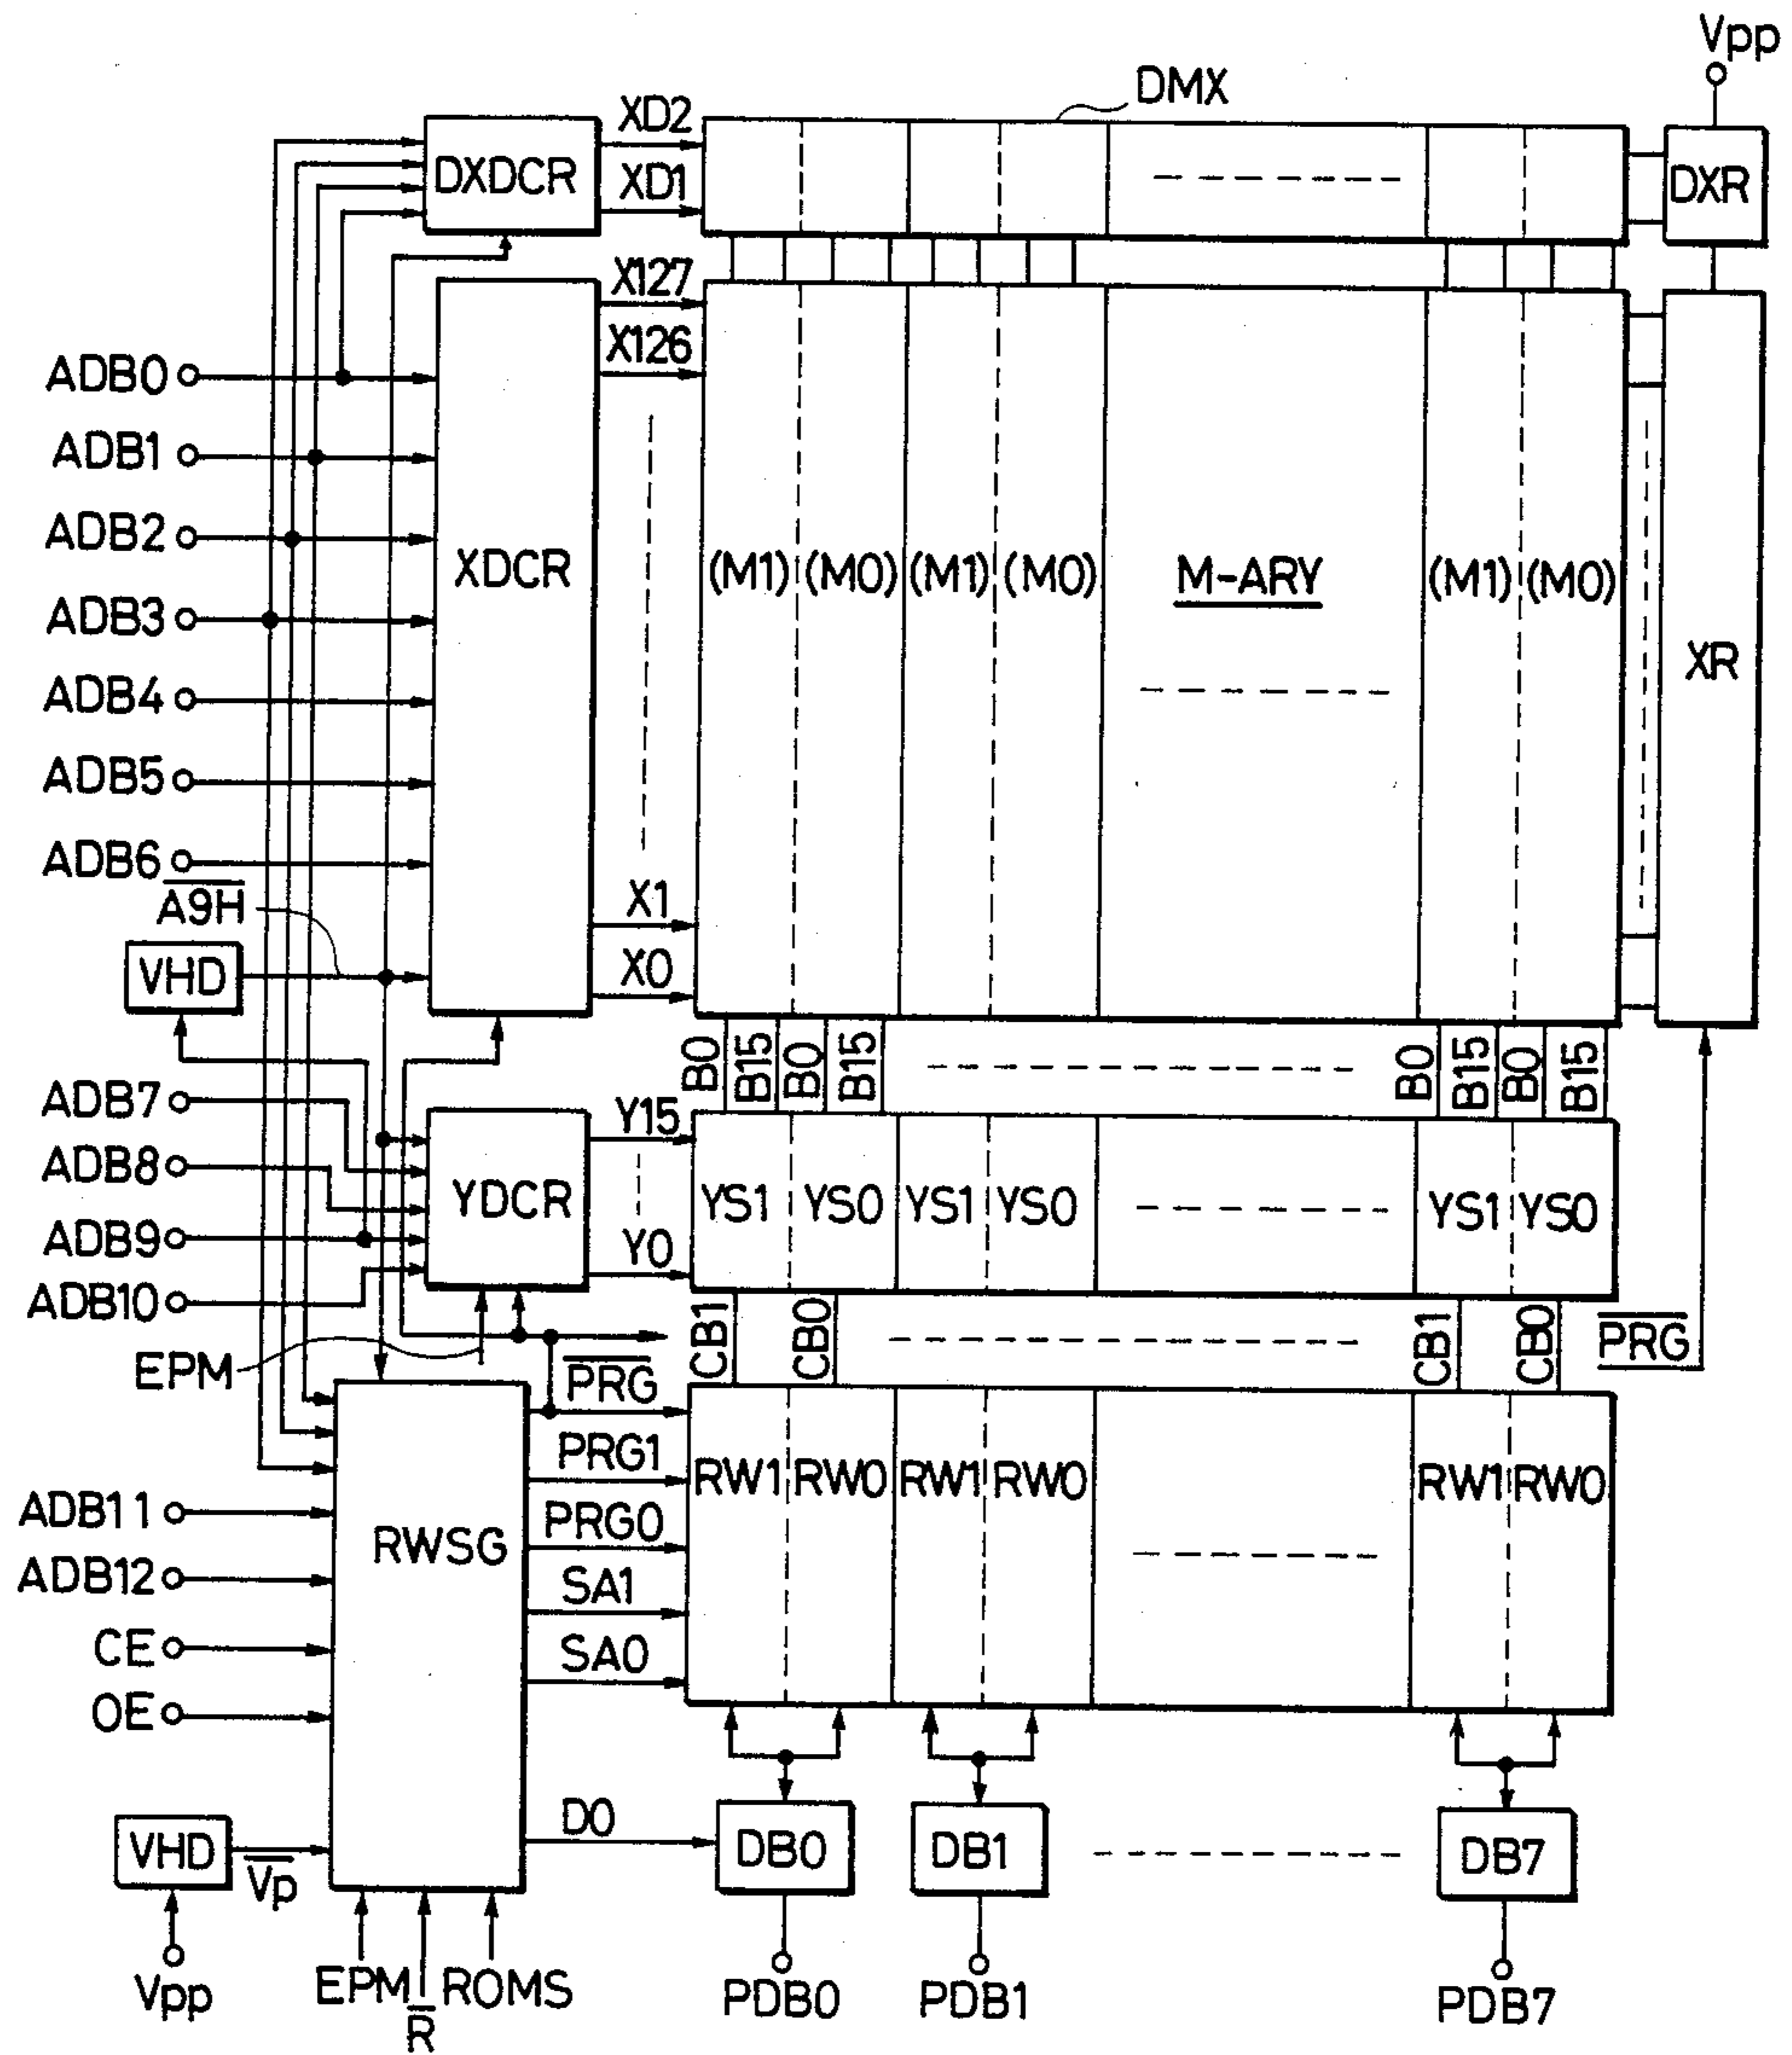 Vpp
DMX
XD2
DXDCR
XD1
DXR
X127
X126
ADB0
ADB1
ADB2
XDCR
(M1) (M0) (M1) (M0) M-ARY (M1) (M0)
ADB3
XR
ADB4
ADB5
ADB6
A̅9̅H̅
X1
VHD
X0
B0 B15 B0 B15 B0 B15 B0 B15
ADB7
Y15
ADB8
YDCR
YS1 YS0 YS1 YS0 YS1 YS0
ADB9
Y0
ADB10
CB1 CB0 CB1 CB0
P̅R̅G̅
EPM
P̅R̅G̅
PRG1
RW1 RW0 RW1 RW0 RW1 RW0
ADB11
PRG0
RWSG
ADB12
SA1
CE
SA0
OE
D0
VHD
V̅p̅
DB0 DB1 DB7
EPM R̅ ROMS
Vpp
PDB0 PDB1 PDB7